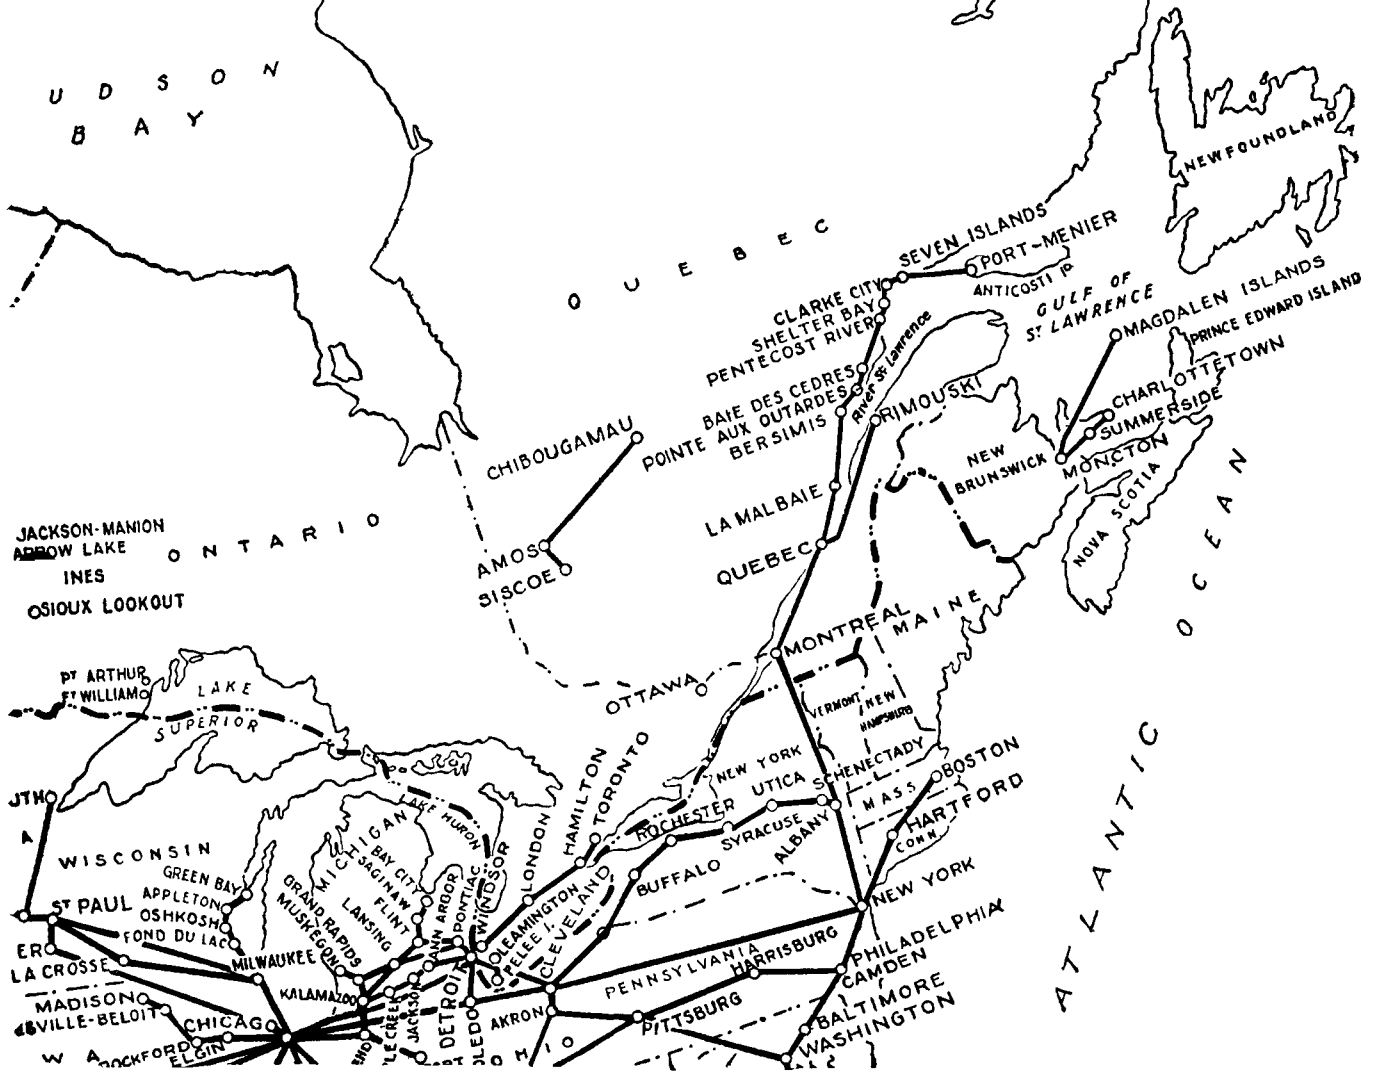 UDSON
BAY
NEWFOUNDLAND
QUEBEC
SEVEN ISLANDS
PORT-MENIER
ANTICOSTI IP
CLARKE CITY
SHELTER BAY
PENTECOST RIVER
GULF OF
ST LAWRENCE
MAGDALEN ISLANDS
PRINCE EDWARD ISLAND
BAIE DES CEDRES
POINTE AUX OUTARDES
BERSIMIS
River St Lawrence
RIMOUSKI
CHARLOTTETOWN
SUMMERSIDE
MONCTON
NEW
BRUNSWICK
NOVA SCOTIA
CHIBOUGAMAU
LA MALBAIE
QUEBEC
AMOS
SISCOE
JACKSON-MANION
ARROW LAKE
INES
SIOUX LOOKOUT
ONTARIO
MONTREAL
MAINE
OTTAWA
ATLANTIC OCEAN
PT ARTHUR
FT WILLIAM
LAKE
SUPERIOR
VERMONT
NEW
HAMPSHIRE
NEW YORK
UTICA
SCHENECTADY
MASS
BOSTON
HARTFORD
CONN
ROCHESTER
SYRACUSE
ALBANY
BUFFALO
NEW YORK
HAMILTON
TORONTO
LONDON
LAKE HURON
MICHIGAN
JTH
A
WISCONSIN
GREEN BAY
APPLETON
OSHKOSH
FOND DU LAC
ST PAUL
ER
LA CROSSE
MILWAUKEE
MADISON
VILLE-BELOIT
CHICAGO
ROCKFORD
ELGIN
W A
GRAND RAPIDS
MUSKEGON
BAY CITY
SAGINAW
FLINT
LANSING
ANN ARBOR
PONTIAC
WINDSOR
LEAMINGTON
PELEE I.
CLEVELAND
KALAMAZOO
JACKSON
DETROIT
LEDO
AKRON
OHIO
PENNSYLVANIA
HARRISBURG
PITTSBURG
PHILADELPHIA
CAMDEN
BALTIMORE
WASHINGTON